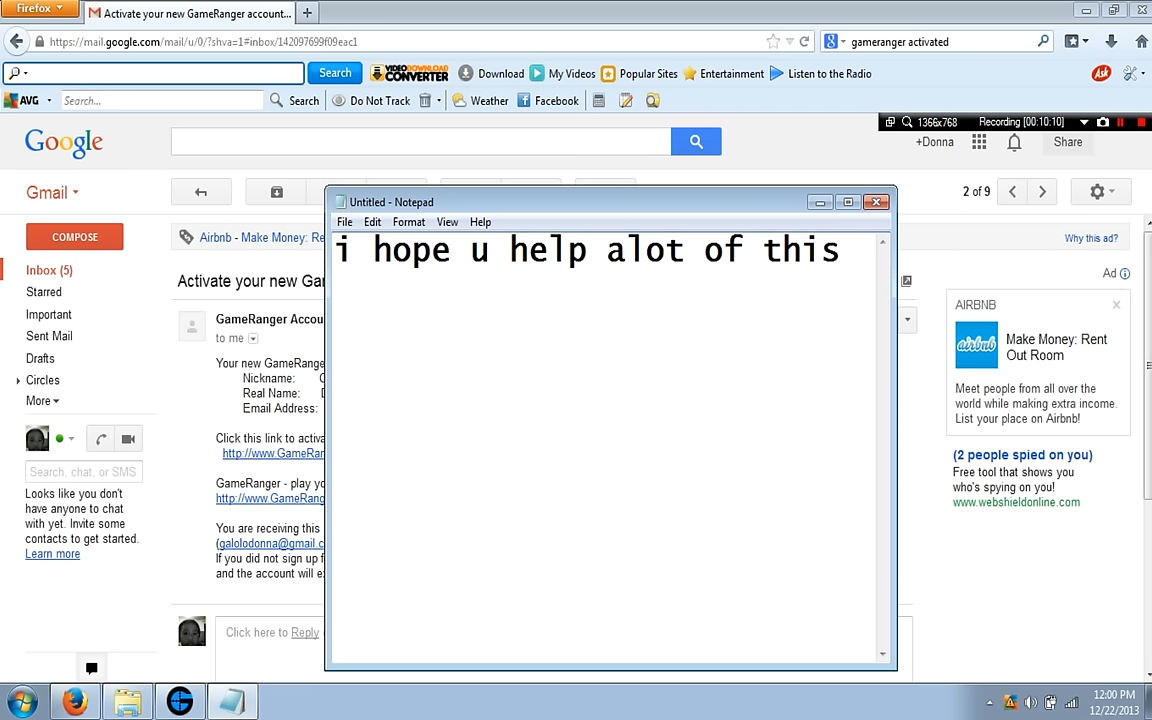 Firefox
Activate your new GameRanger account...
https://mail.google.com/mail/u/0/?shva=1#inbox/142097699f09eac1
gameranger activated
Search
VIDEO DOWNLOAD CONVERTER
Download
My Videos
Popular Sites
Entertainment
Listen to the Radio
Ask
AVG
Search...
Search
Do Not Track
Weather
Facebook
1366x768
Recording [00:10:10]
Google
+Donna
Share
Gmail
2 of 9
Untitled - Notepad
File Edit Format View Help
i hope u help alot of this
COMPOSE
Inbox (5)
Starred
Important
Sent Mail
Drafts
Circles
More
Search, chat, or SMS
Looks like you don't
have anyone to chat
with yet. Invite some
contacts to get started.
Learn more
Airbnb - Make Money: Re
Why this ad?
Activate your new Gar
GameRanger Accou
to me
Your new GameRange
Nickname:
Real Name:
Email Address:
Click this link to activa
http://www.GameRan
GameRanger - play yo
http://www.GameRang
You are receiving this
(galolodonna@gmail.c
If you did not sign up f
and the account will e
Click here to Reply
Ad
AIRBNB
Make Money: Rent
Out Room
Meet people from all over the
world while making extra income.
List your place on Airbnb!
(2 people spied on you)
Free tool that shows you
who's spying on you!
www.webshieldonline.com
12:00 PM
12/22/2013